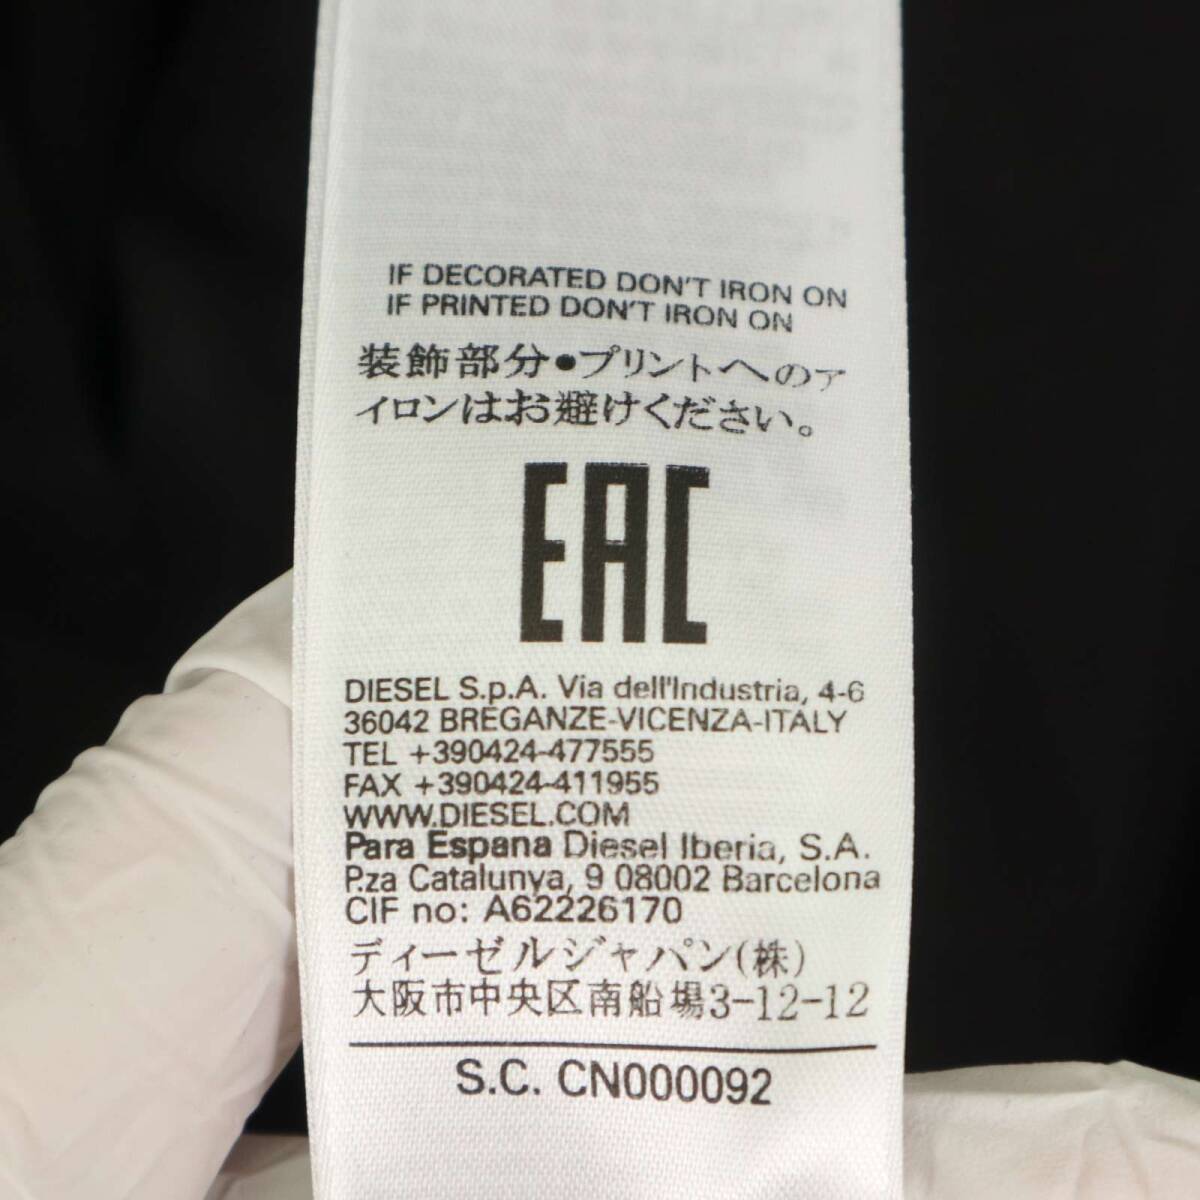 IF DECORATED DON'T IRON ON
IF PRINTED DON'T IRON ON
装飾部分●プリントへのア
イロンはお避けください。
EAC
DIESEL S.p.A. Via dell'Industria, 4-6
36042 BREGANZE-VICENZA-ITALY
TEL +390424-477555
FAX +390424-411955
WWW.DIESEL.COM
Para Espana Diesel Iberia, S.A.
P.za Catalunya, 9 08002 Barcelona
CIF no: A62226170
ディーゼルジャパン(株)
大阪市中央区南船場3-12-12
S.C. CN000092